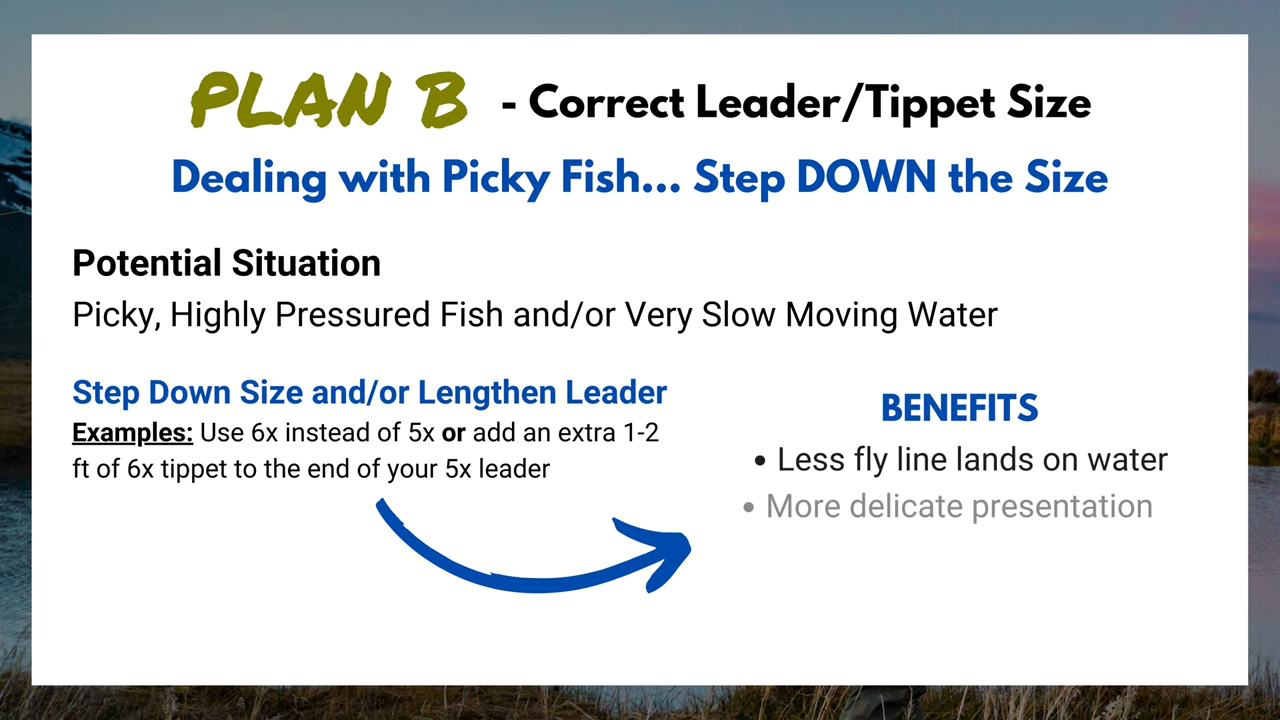 PLAN B - Correct Leader/Tippet Size
Dealing with Picky Fish... Step DOWN the Size
Potential Situation
Picky, Highly Pressured Fish and/or Very Slow Moving Water
Step Down Size and/or Lengthen Leader
Examples: Use 6x instead of 5x or add an extra 1-2
ft of 6x tippet to the end of your 5x leader
BENEFITS
• Less fly line lands on water
• More delicate presentation